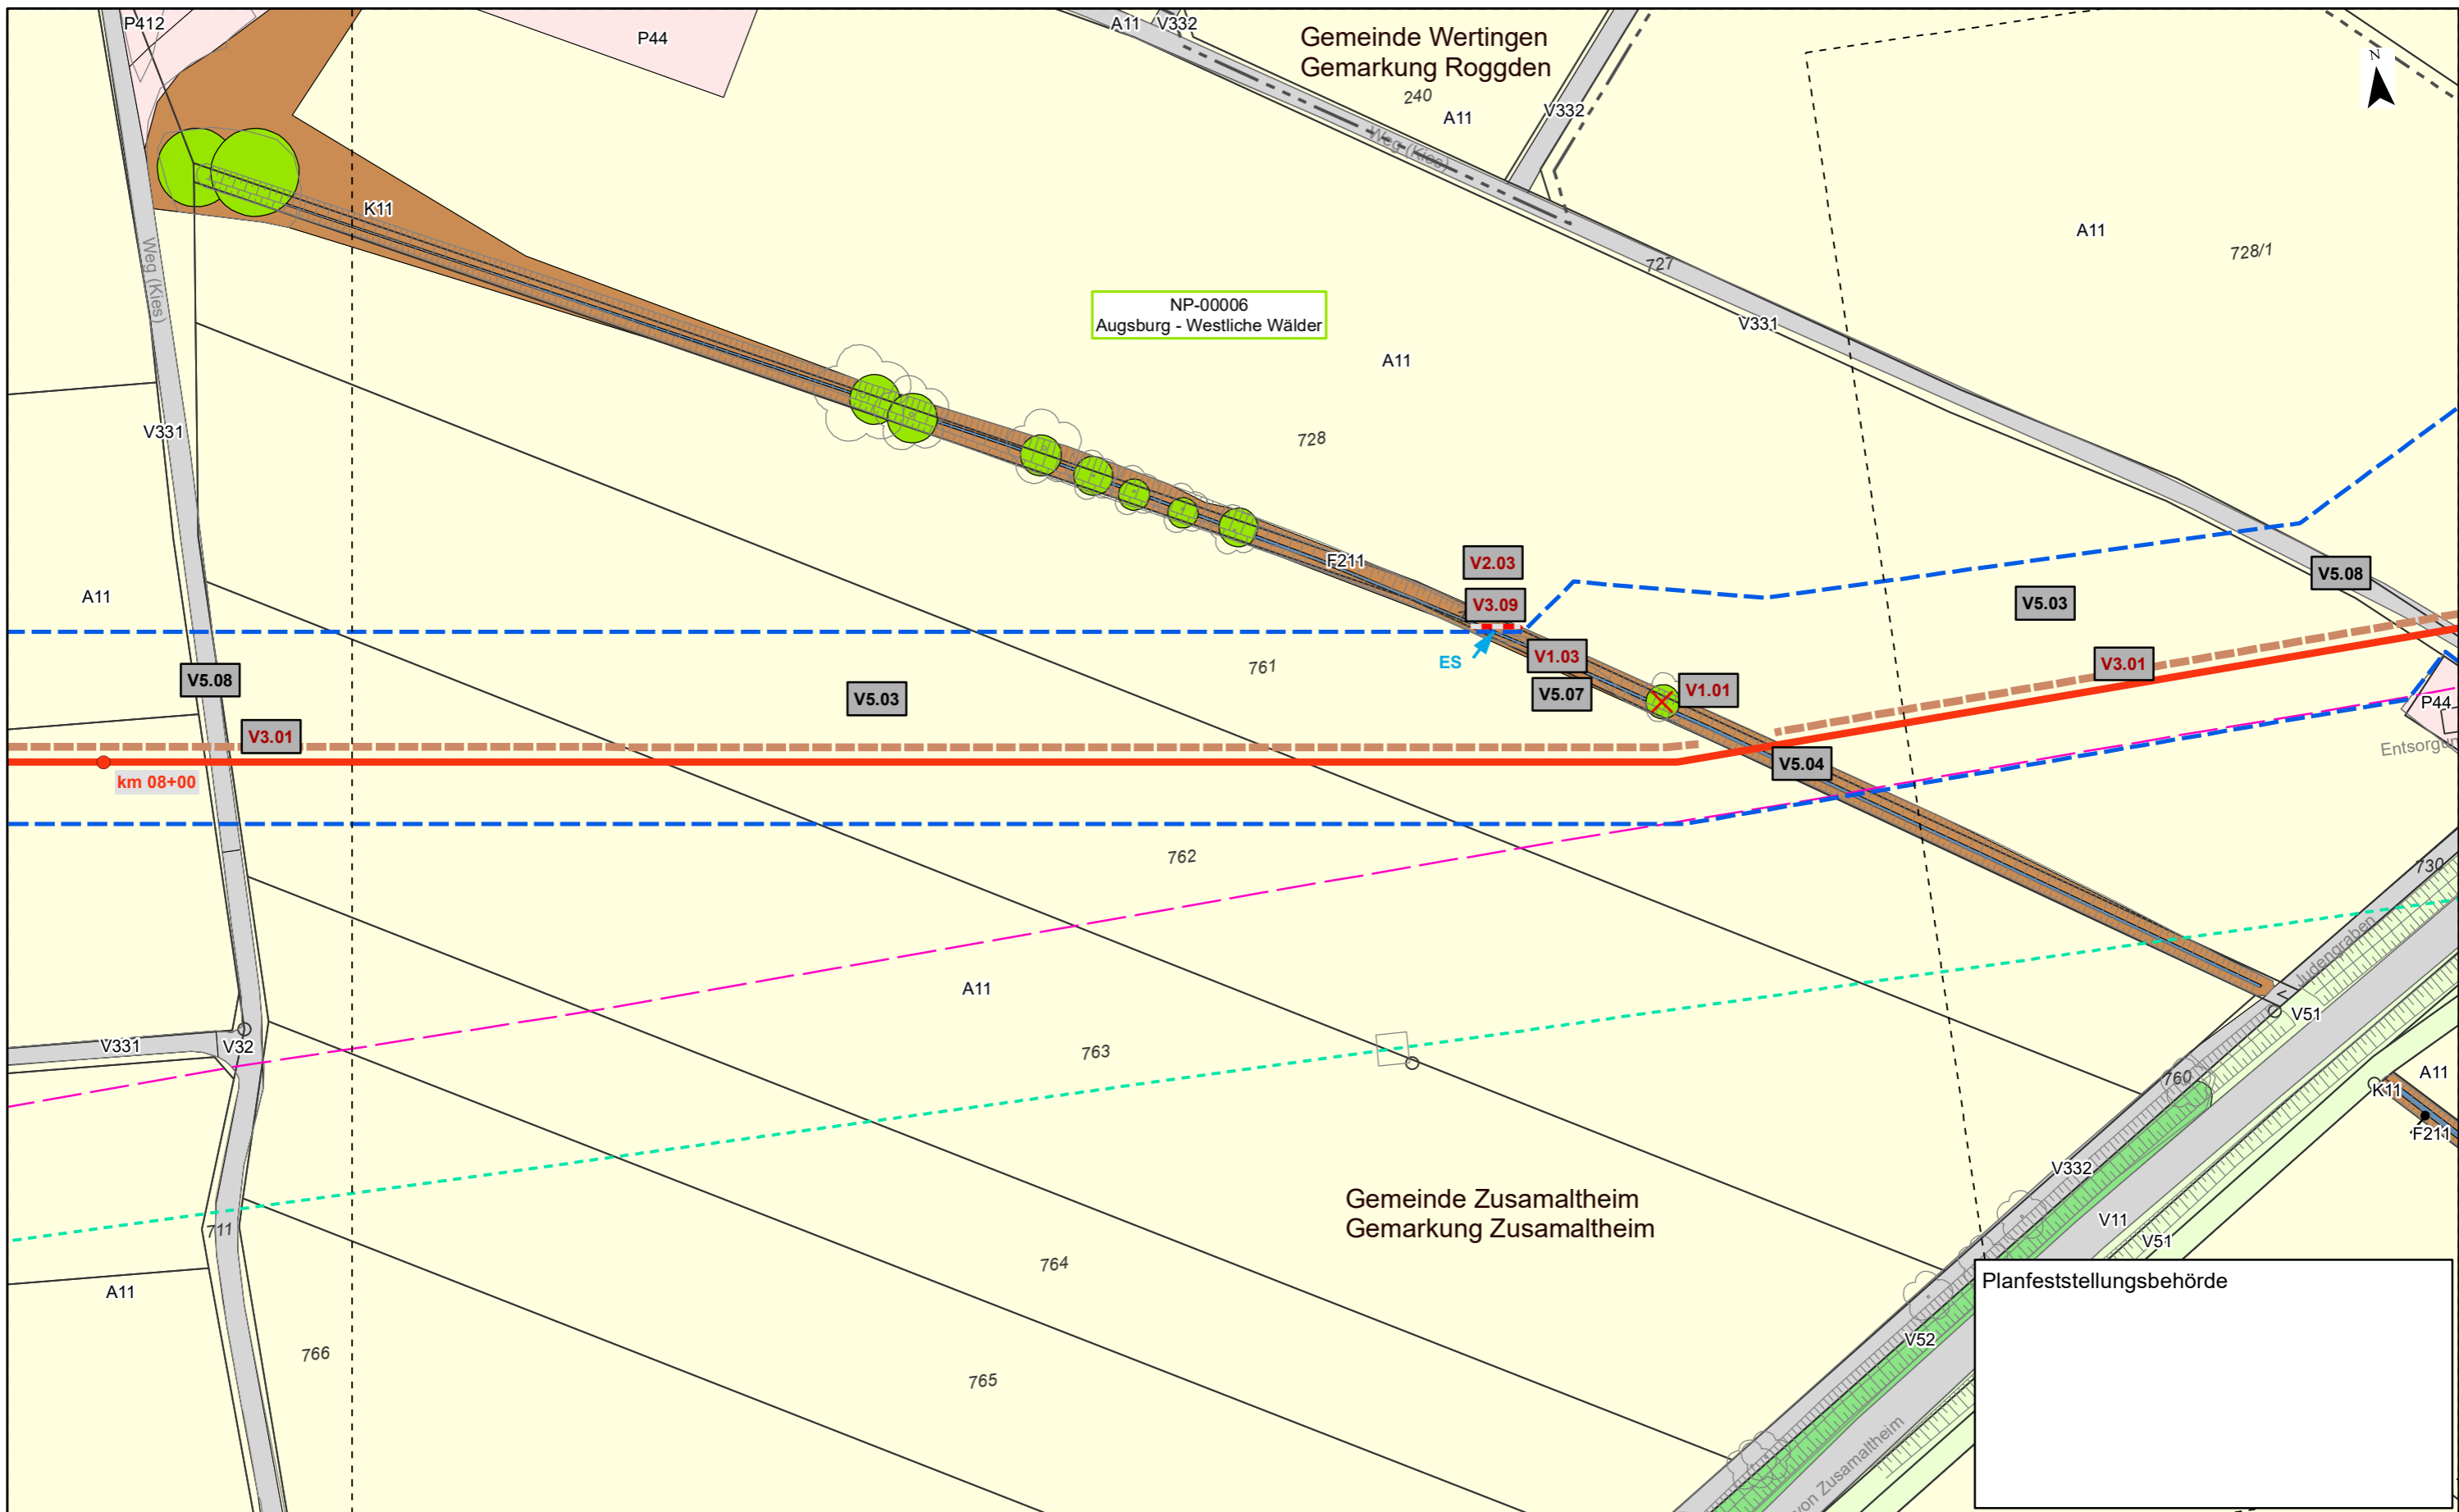 P412
P44
A11
V332
Gemeinde Wertingen
Gemarkung Roggden
240
A11
V332
N
Weg (Kies)
K11
Weg (Kies)
727
A11
728/1
NP-00006
Augsburg - Westliche Wälder
V331
A11
V331
728
F211
V2.03
V5.08
A11
V3.09
V5.03
ES
V1.03
761
V5.08
V5.03
V5.07
V1.01
V3.01
P44
V3.01
Entsorgun
V5.04
km 08+00
762
730
Judengraben
A11
V51
V331
V32
763
760
A11
K11
F211
V332
Gemeinde Zusamaltheim
Gemarkung Zusamaltheim
V11
711
V51
764
A11
Planfeststellungsbehörde
V52
766
765
von Zusamaltheim